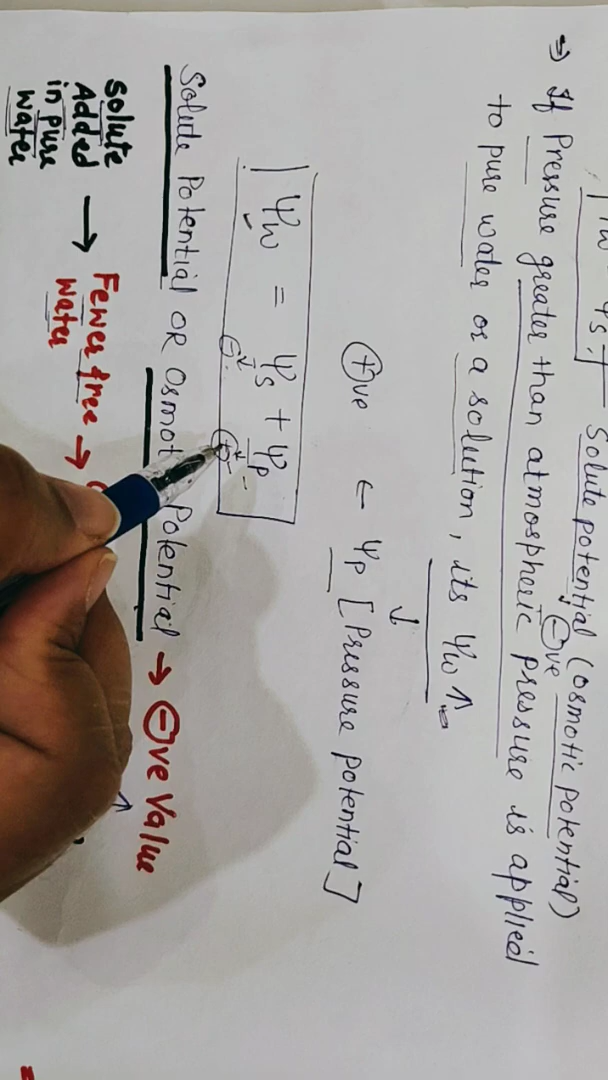 Ψs + Solute potential (osmotic potential)
⊖ve
⇒ If Pressure greater than atmospheric pressure is applied
to pure water or a solution, its Ψw ↑.
↓
⊕ve ← Ψp [Pressure potential]
Ψw = Ψs + Ψp
⊖ ⊕
Solute Potential OR Osmot Potential → ⊖ve Value
Solute Added in pure water → Fewer free water →